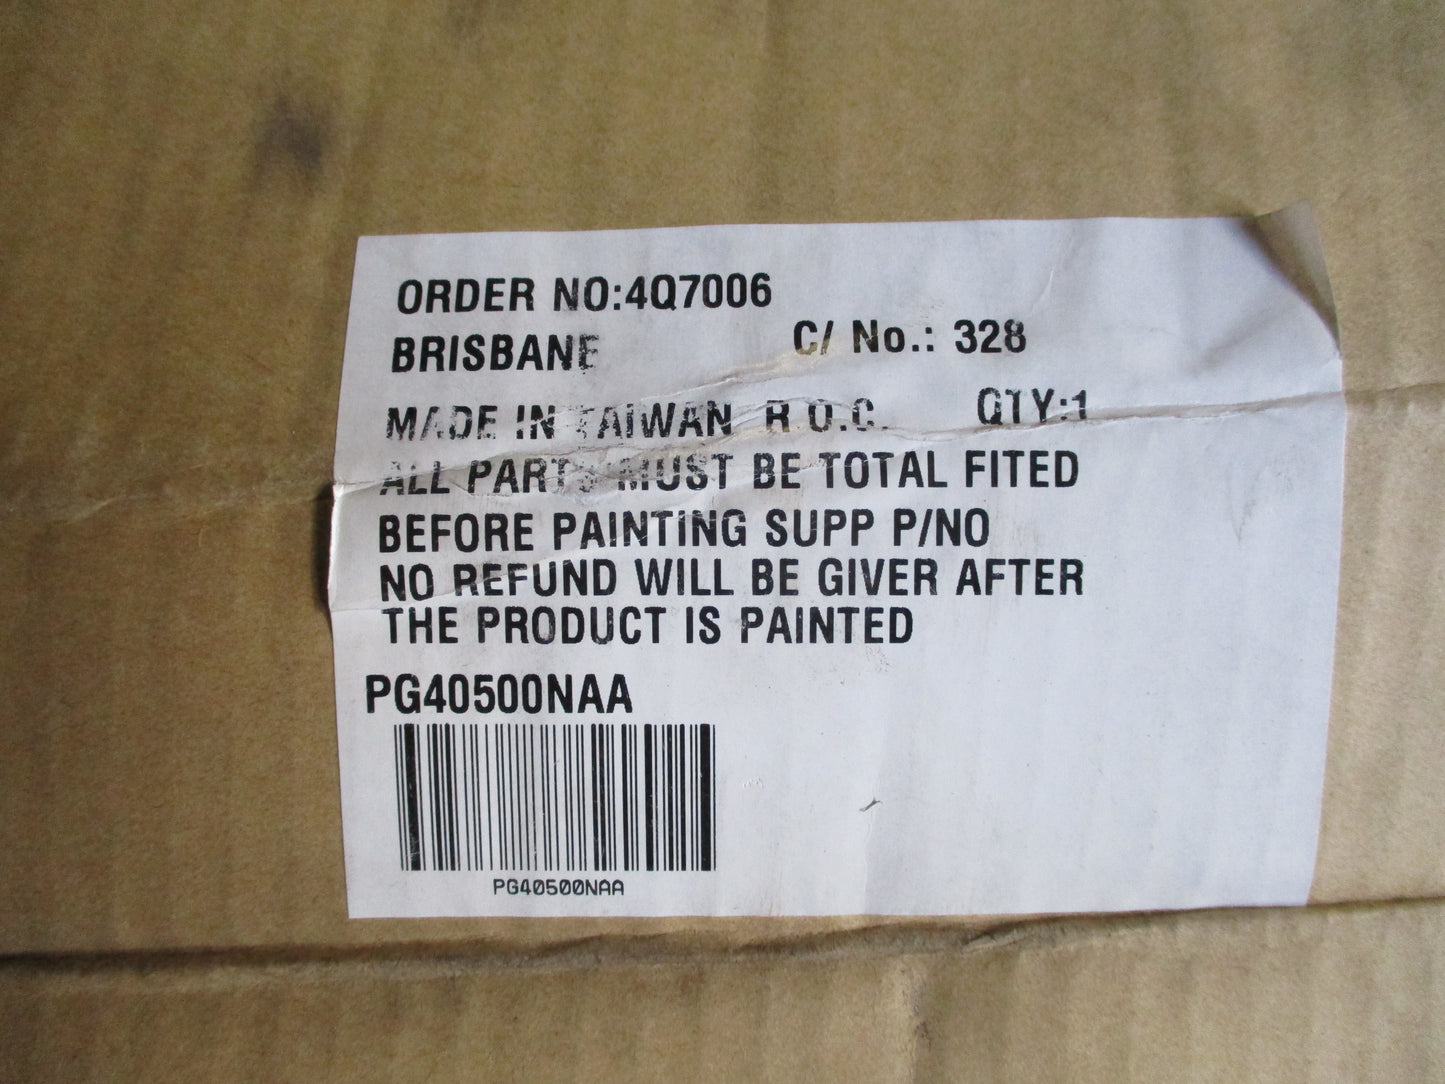 ORDER NO:4Q7006
BRISBANE C/ No.: 328
MADE IN TAIWAN R.O.C. QTY:1
ALL PARTS MUST BE TOTAL FITED
BEFORE PAINTING SUPP P/NO
NO REFUND WILL BE GIVER AFTER
THE PRODUCT IS PAINTED
PG40500NAA
PG40500NAA